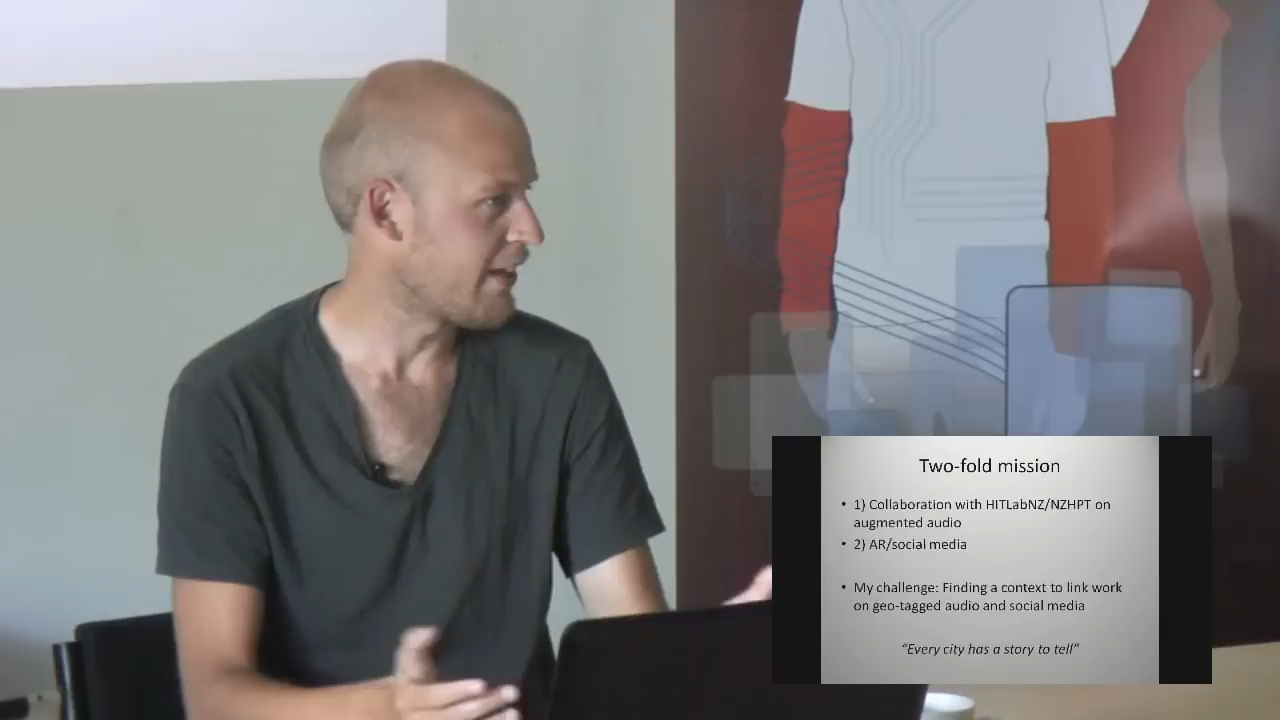 Two-fold mission
• 1) Collaboration with HITLabNZ/NZHPT on
augmented audio
• 2) AR/social media
• My challenge: Finding a context to link work
on geo-tagged audio and social media
“Every city has a story to tell”